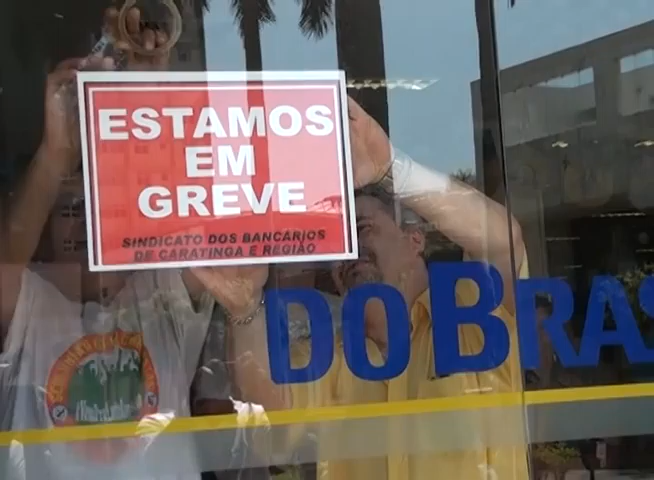 ESTAMOS
EM
GREVE
SINDICATO DOS BANCÁRIOS
DE CARATINGA E REGIÃO
DO BRAS